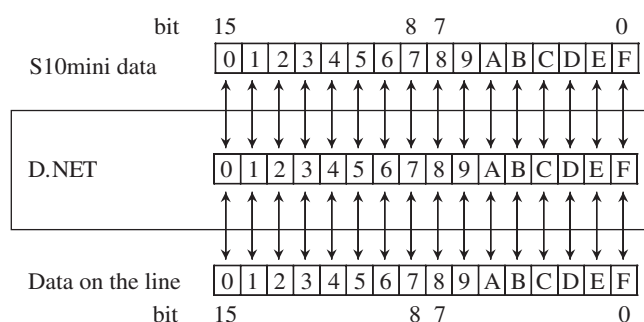 bit 15 8 7 0
S10mini data 0 1 2 3 4 5 6 7 8 9 A B C D E F
D.NET 0 1 2 3 4 5 6 7 8 9 A B C D E F
Data on the line 0 1 2 3 4 5 6 7 8 9 A B C D E F
bit 15 8 7 0